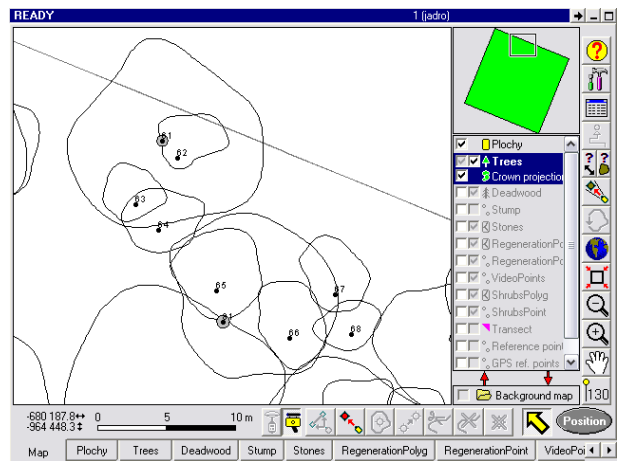 READY 1 (jadro)
61
62
63
64
65
67
61
66
68
Plochy
Trees
Crown projection
Deadwood
Stump
Stones
RegenerationPo
RegenerationPo
VideoPoints
ShrubsPolyg
ShrubsPoint
Transect
Reference point
GPS ref. points
Background map
130
-680 187.8
-964 448.3
0 5 10 m
Position
Map Plochy Trees Deadwood Stump Stones RegenerationPolyg RegenerationPoint VideoPoi